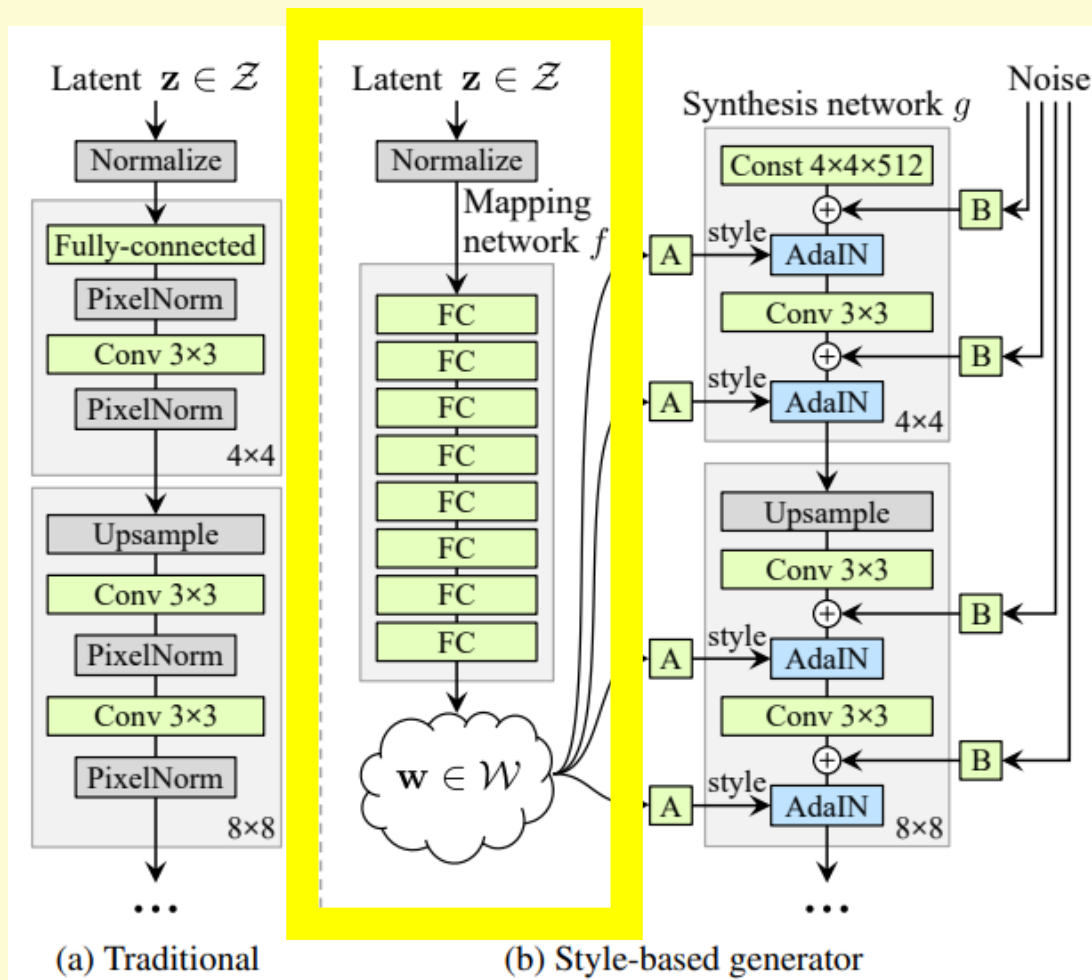 Latent z ∈ Z
Normalize
Fully-connected
PixelNorm
Conv 3×3
PixelNorm
4×4
Upsample
Conv 3×3
PixelNorm
Conv 3×3
PixelNorm
8×8
...
(a) Traditional
Latent z ∈ Z
Normalize
Mapping
network f
FC
FC
FC
FC
FC
FC
FC
FC
w ∈ W
Synthesis network g
Noise
Const 4×4×512
B
A
style
AdaIN
Conv 3×3
B
A
style
AdaIN
4×4
Upsample
Conv 3×3
B
A
style
AdaIN
Conv 3×3
B
A
style
AdaIN
8×8
...
(b) Style-based generator